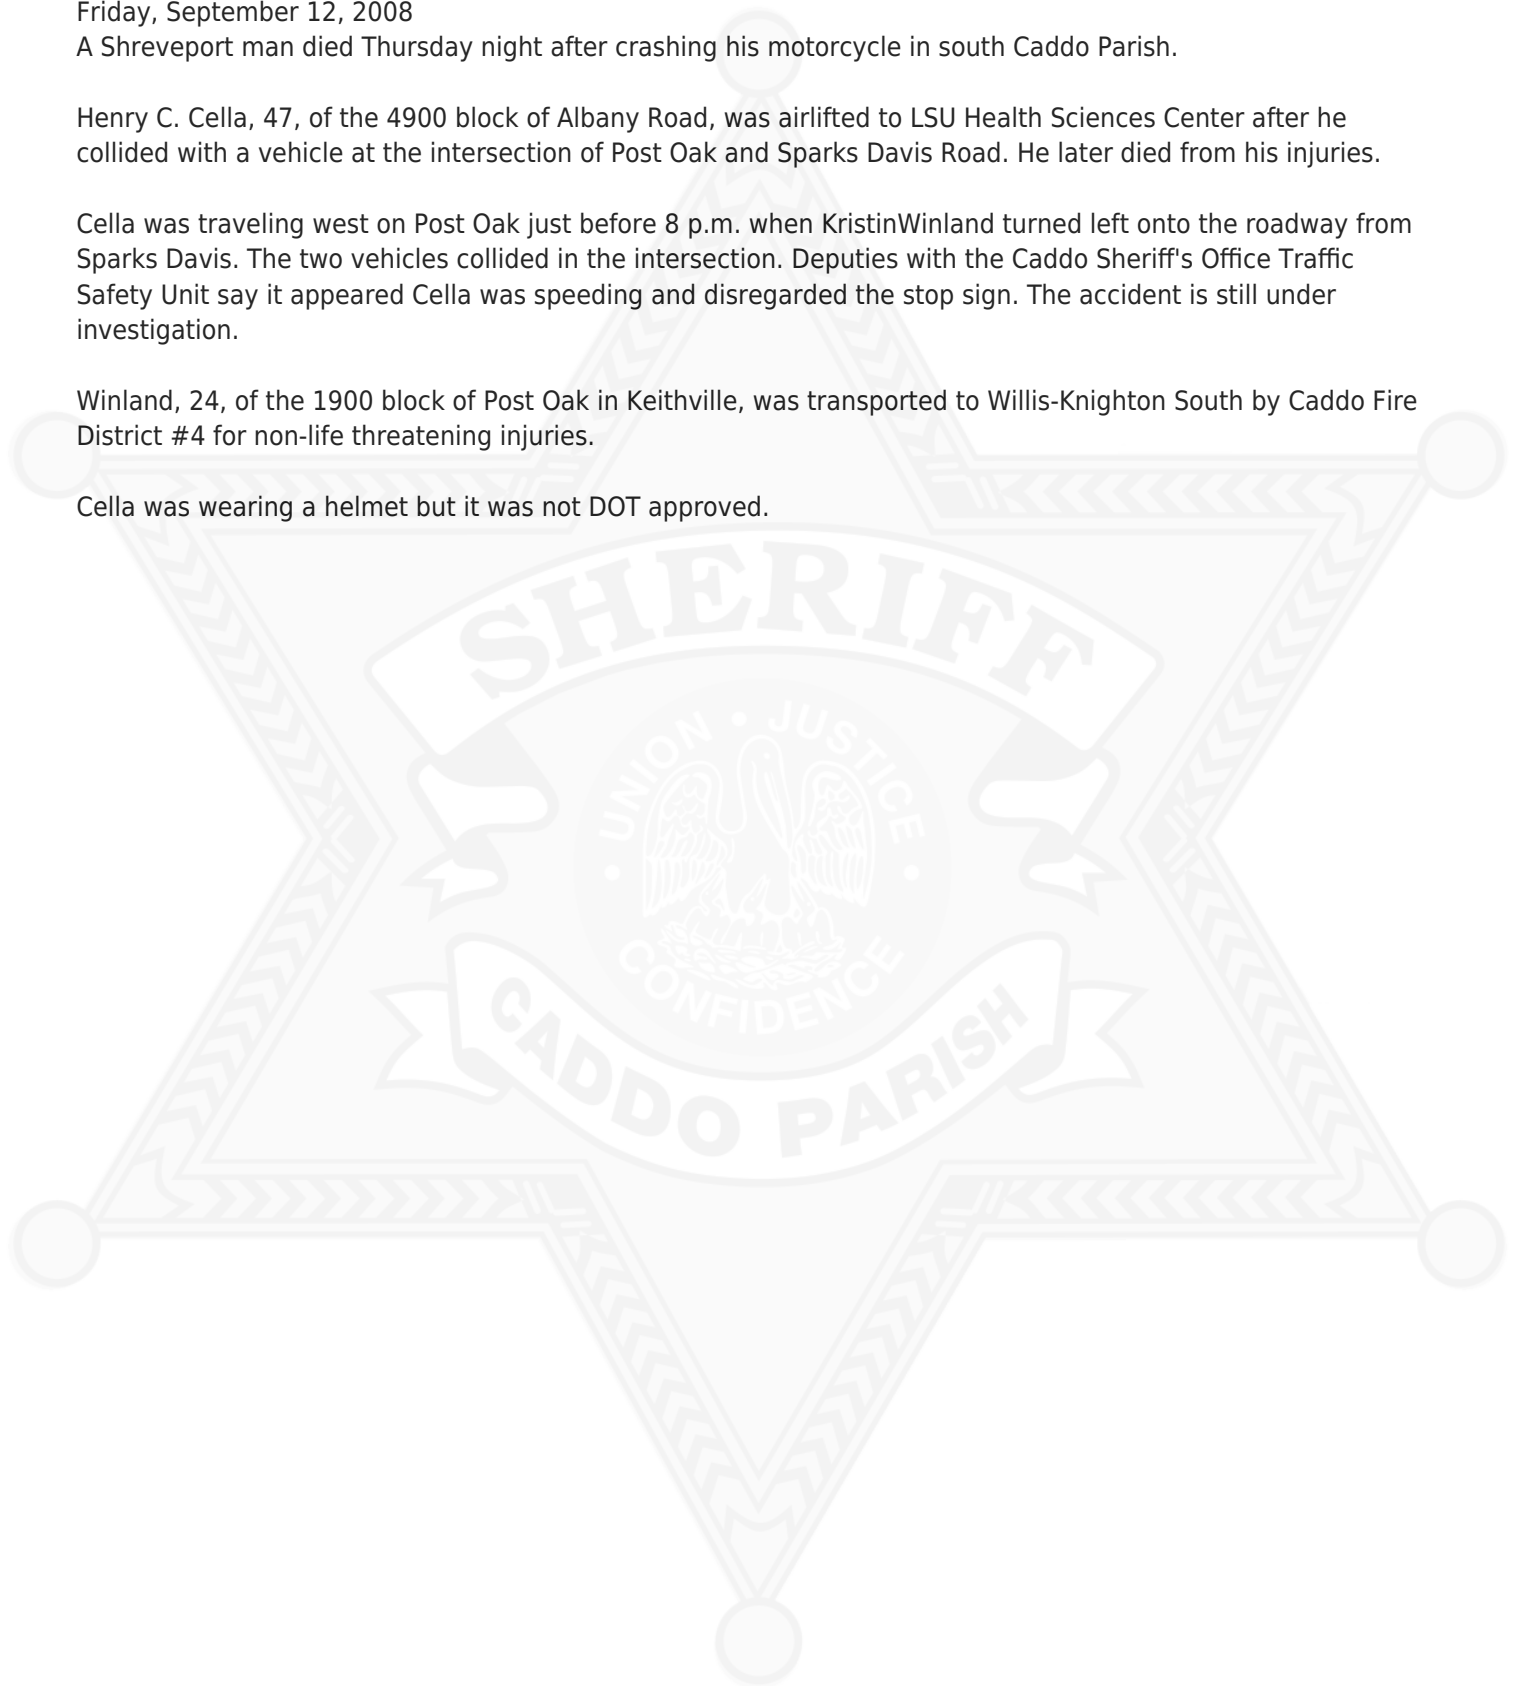 Friday, September 12, 2008
A Shreveport man died Thursday night after crashing his motorcycle in south Caddo Parish.
Henry C. Cella, 47, of the 4900 block of Albany Road, was airlifted to LSU Health Sciences Center after he
collided with a vehicle at the intersection of Post Oak and Sparks Davis Road. He later died from his injuries.
Cella was traveling west on Post Oak just before 8 p.m. when KristinWinland turned left onto the roadway from
Sparks Davis. The two vehicles collided in the intersection. Deputies with the Caddo Sheriff's Office Traffic
Safety Unit say it appeared Cella was speeding and disregarded the stop sign. The accident is still under
investigation.
Winland, 24, of the 1900 block of Post Oak in Keithville, was transported to Willis-Knighton South by Caddo Fire
District #4 for non-life threatening injuries.
Cella was wearing a helmet but it was not DOT approved.
SHERIFF
UNION • JUSTICE
• CONFIDENCE •
CADDO PARISH